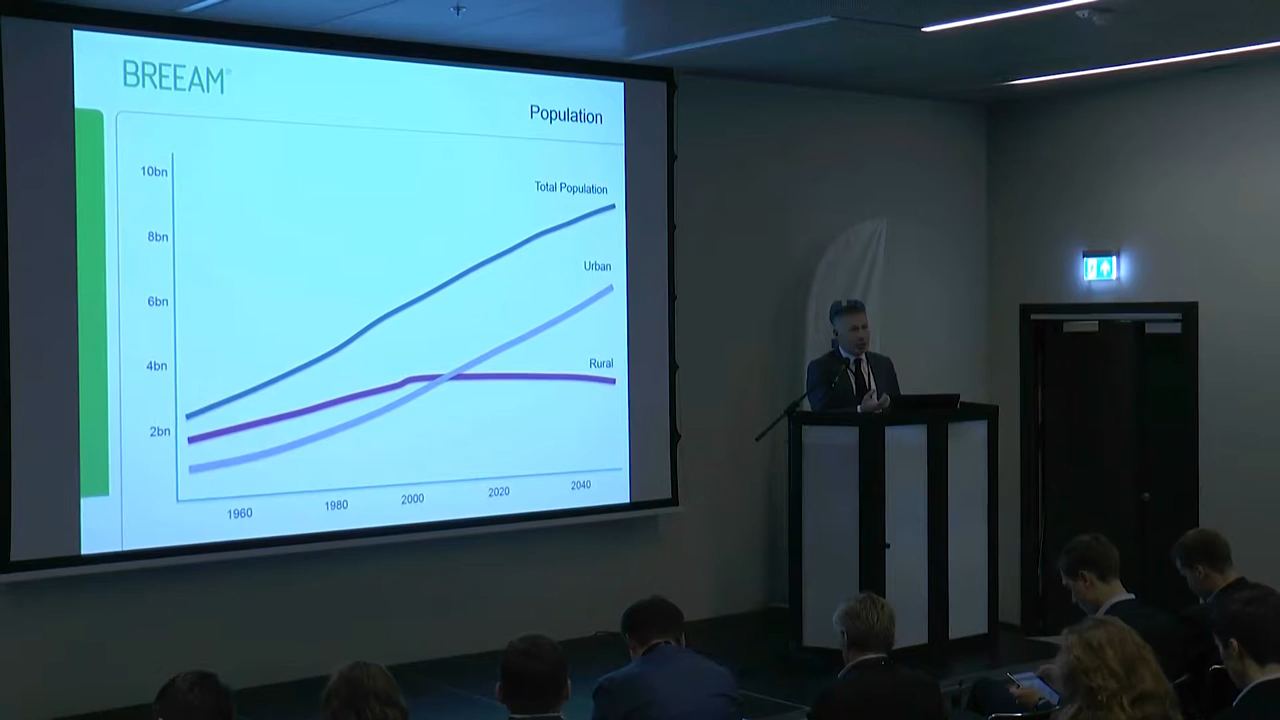 BREEAM®
Population
10bn
8bn
6bn
4bn
2bn
Total Population
Urban
Rural
1960
1980
2000
2020
2040